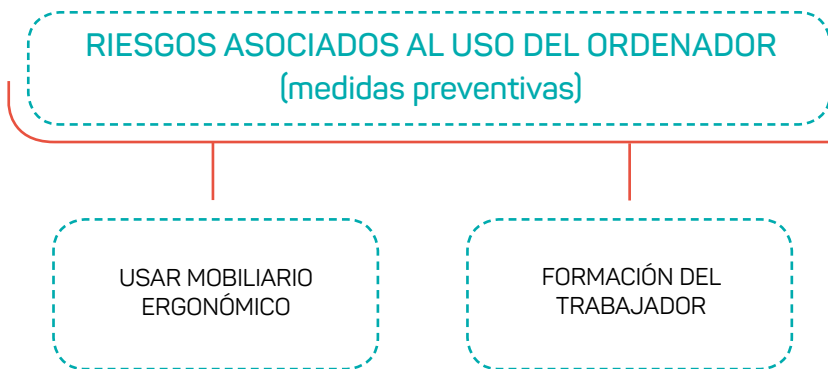 RIESGOS ASOCIADOS AL USO DEL ORDENADOR
(medidas preventivas)
USAR MOBILIARIO
ERGONÓMICO
FORMACIÓN DEL
TRABAJADOR